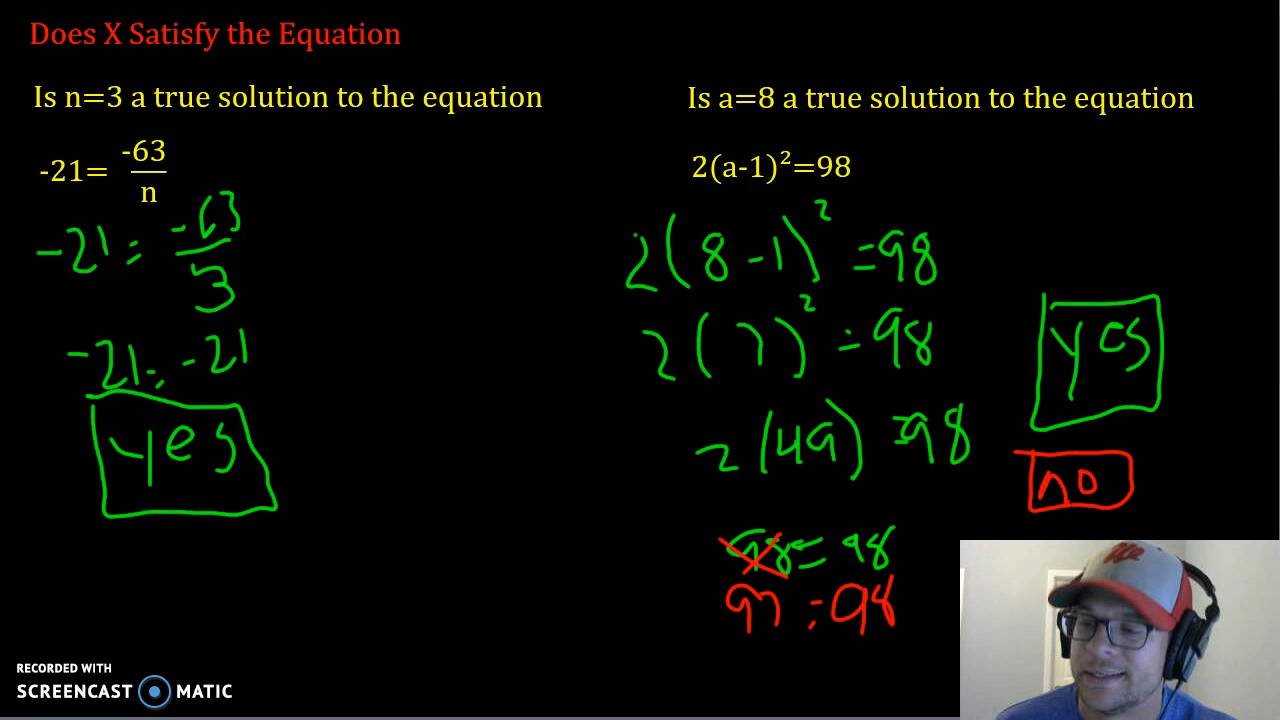 Does X Satisfy the Equation
Is n=3 a true solution to the equation
-21= -63/n
-21 = -63/3
-21 = -21
yes
Is a=8 a true solution to the equation
2(a-1)²=98
2(8-1)² =98
2(7)² =98
2(49) =98
98=98
97=98
yes
no
RECORDED WITH
SCREENCAST MATIC